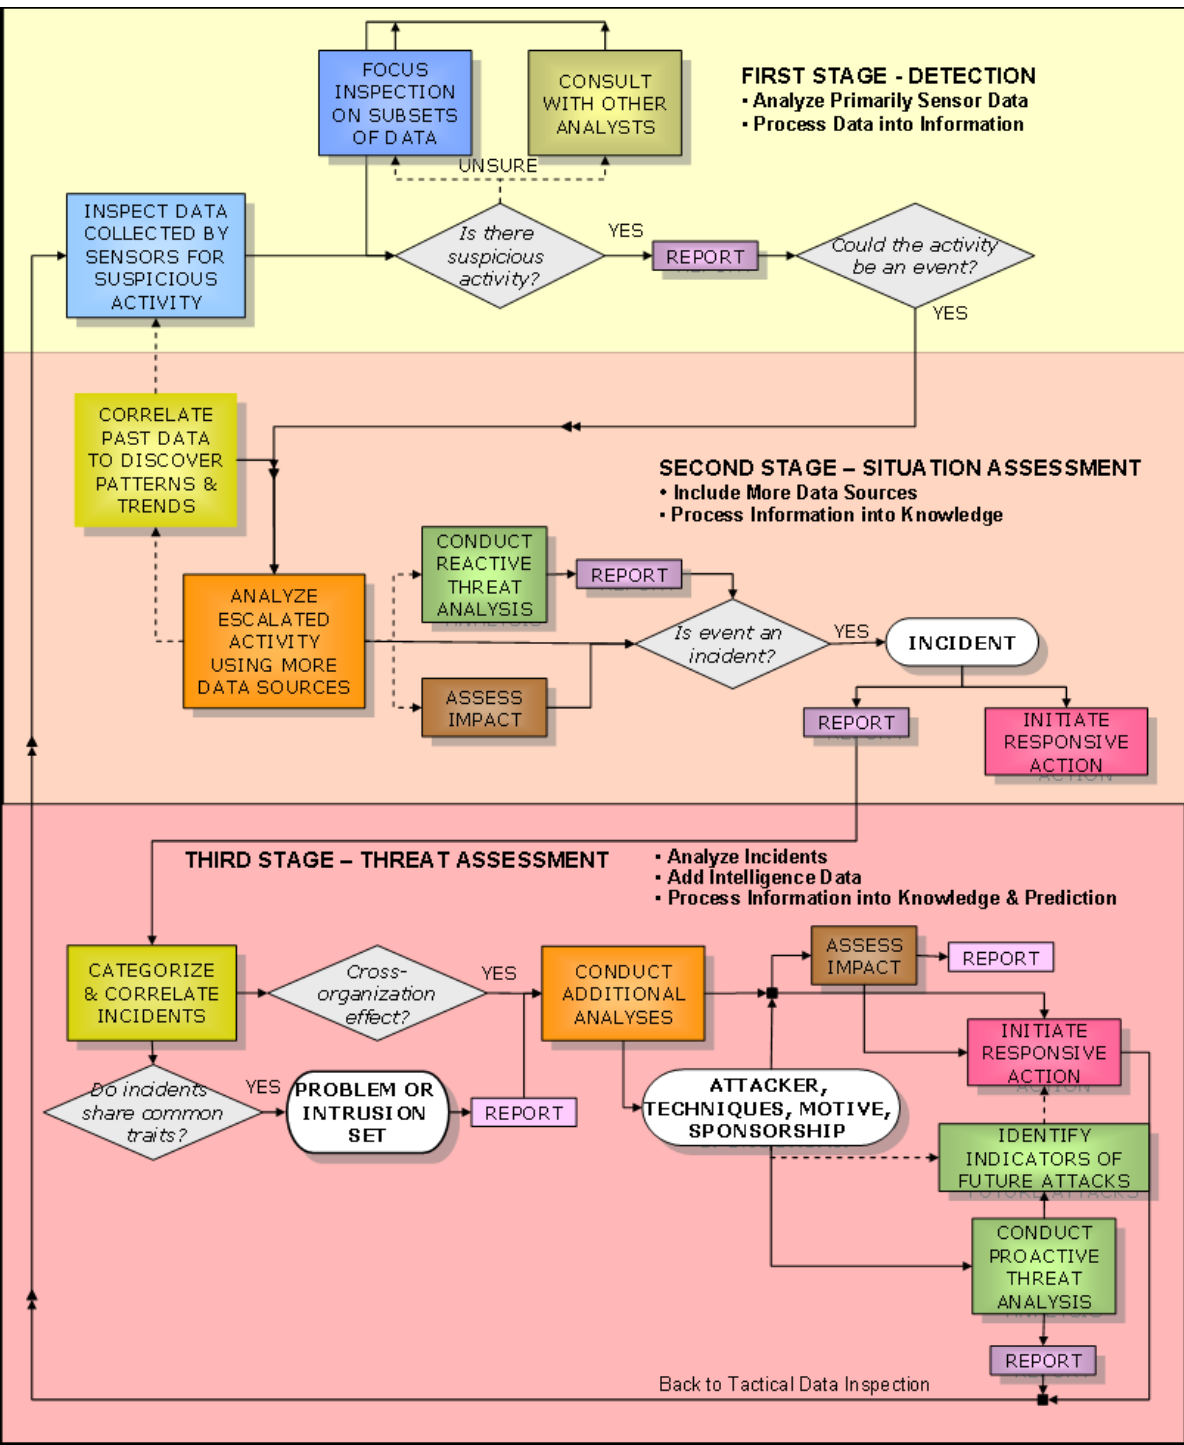 FOCUS
INSPECTION
ON SUBSETS
OF DATA
CONSULT
WITH OTHER
ANALYSTS
FIRST STAGE - DETECTION
• Analyze Primarily Sensor Data
• Process Data into Information
UNSURE
INSPECT DATA
COLLECTED BY
SENSORS FOR
SUSPICIOUS
ACTIVITY
Is there
suspicious
activity?
YES
REPORT
Could the activity
be an event?
YES
CORRELATE
PAST DATA
TO DISCOVER
PATTERNS &
TRENDS
SECOND STAGE – SITUATION ASSESSMENT
• Include More Data Sources
• Process Information into Knowledge
ANALYZE
ESCALATED
ACTIVITY
USING MORE
DATA SOURCES
CONDUCT
REACTIVE
THREAT
ANALYSIS
REPORT
ASSESS
IMPACT
Is event an
incident?
YES
INCIDENT
REPORT
INITIATE
RESPONSIVE
ACTION
THIRD STAGE – THREAT ASSESSMENT
• Analyze Incidents
• Add Intelligence Data
• Process Information into Knowledge & Prediction
CATEGORIZE
& CORRELATE
INCIDENTS
Cross-
organization
effect?
YES
CONDUCT
ADDITIONAL
ANALYSES
ASSESS
IMPACT
REPORT
INITIATE
RESPONSIVE
ACTION
Do incidents
share common
traits?
YES
PROBLEM OR
INTRUSION
SET
REPORT
ATTACKER,
TECHNIQUES, MOTIVE,
SPONSORSHIP
IDENTIFY
INDICATORS OF
FUTURE ATTACKS
CONDUCT
PROACTIVE
THREAT
ANALYSIS
REPORT
Back to Tactical Data Inspection